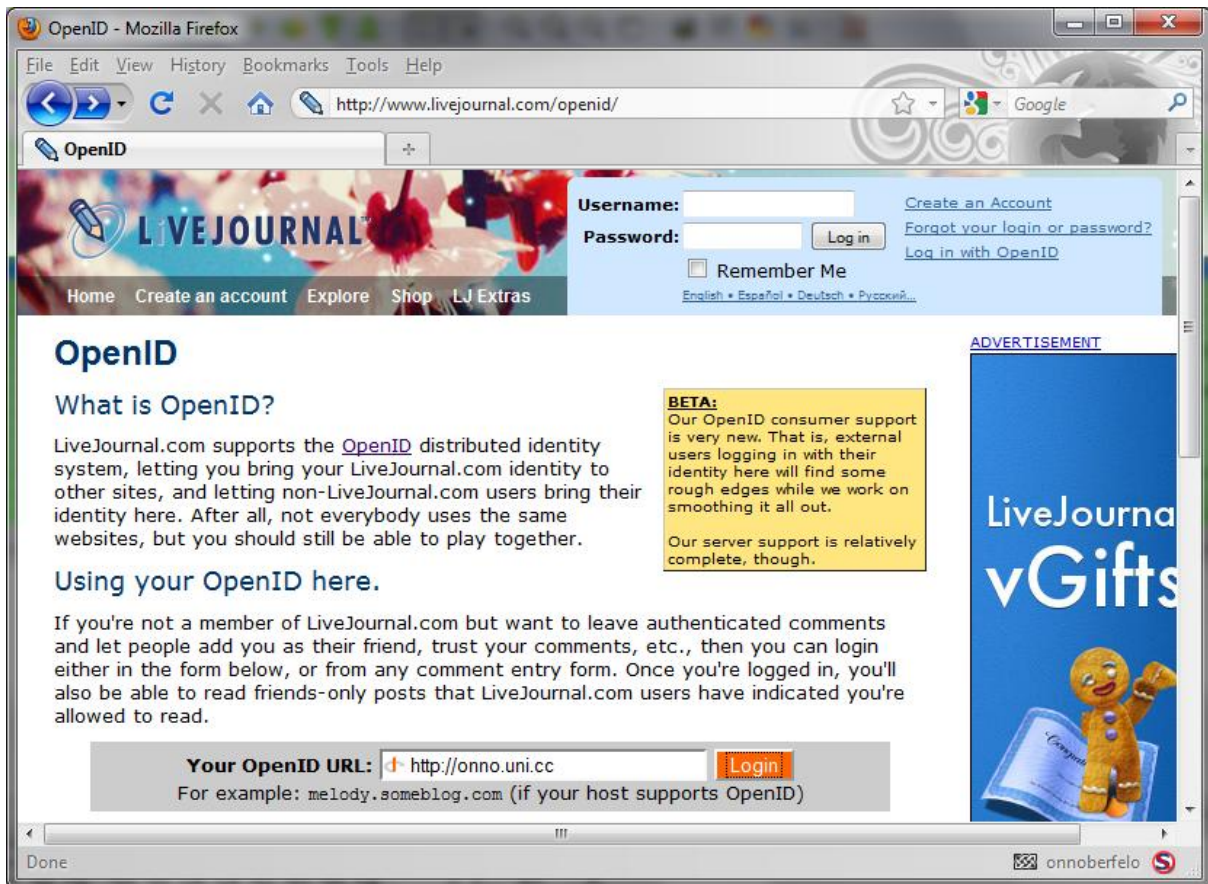 OpenID - Mozilla Firefox
File Edit View History Bookmarks Tools Help
http://www.livejournal.com/openid/
Google
OpenID
LiVEJOURNAL™
Username:
Password:
Log in
Remember Me
English • Español • Deutsch • Русский...
Create an Account
Forgot your login or password?
Log in with OpenID
Home Create an account Explore Shop LJ Extras
OpenID
What is OpenID?
LiveJournal.com supports the OpenID distributed identity
system, letting you bring your LiveJournal.com identity to
other sites, and letting non-LiveJournal.com users bring their
identity here. After all, not everybody uses the same
websites, but you should still be able to play together.
BETA:
Our OpenID consumer support
is very new. That is, external
users logging in with their
identity here will find some
rough edges while we work on
smoothing it all out.
Our server support is relatively
complete, though.
Using your OpenID here.
If you're not a member of LiveJournal.com but want to leave authenticated comments
and let people add you as their friend, trust your comments, etc., then you can login
either in the form below, or from any comment entry form. Once you're logged in, you'll
also be able to read friends-only posts that LiveJournal.com users have indicated you're
allowed to read.
Your OpenID URL: http://onno.uni.cc Login
For example: melody.someblog.com (if your host supports OpenID)
ADVERTISEMENT
LiveJourna
vGifts
Done
onnoberfelo